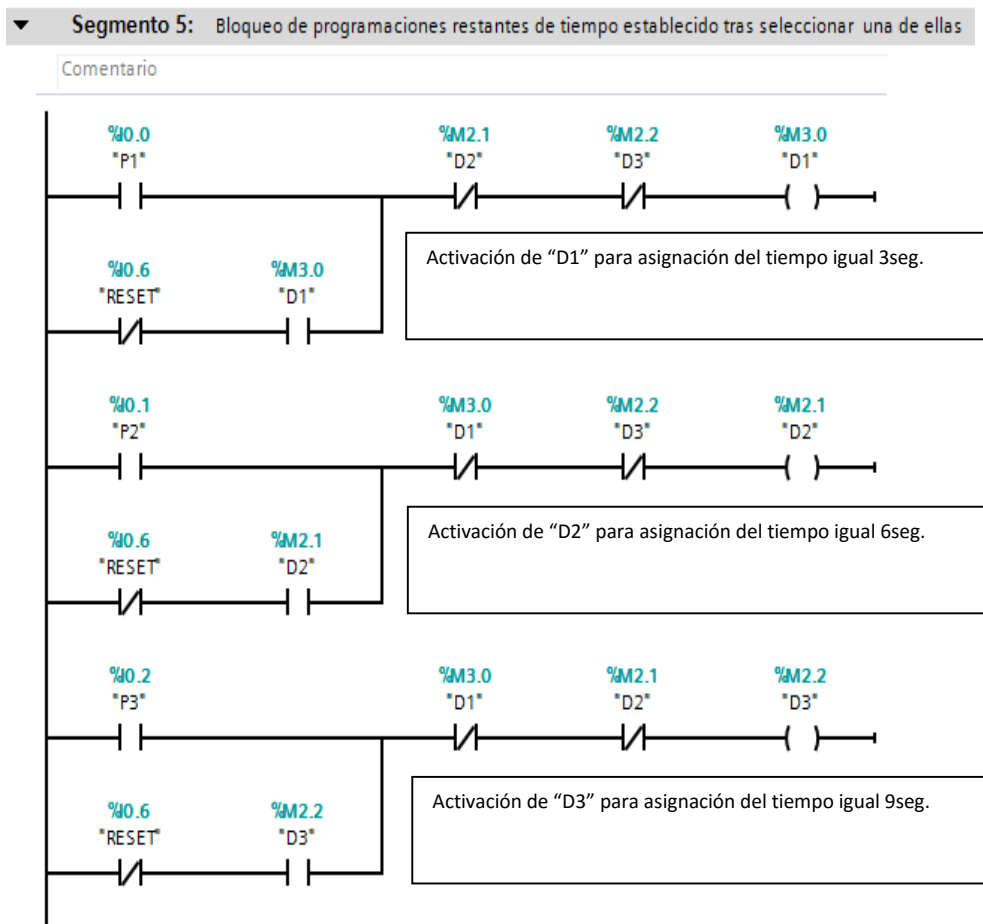 Segmento 5: Bloqueo de programaciones restantes de tiempo establecido tras seleccionar una de ellas
Comentario
%I0.0 %M2.1 %M2.2 %M3.0
"P1" "D2" "D3" "D1"
Activación de “D1” para asignación del tiempo igual 3seg.
%I0.6 %M3.0
"RESET" "D1"
%I0.1 %M3.0 %M2.2 %M2.1
"P2" "D1" "D3" "D2"
Activación de “D2” para asignación del tiempo igual 6seg.
%I0.6 %M2.1
"RESET" "D2"
%I0.2 %M3.0 %M2.1 %M2.2
"P3" "D1" "D2" "D3"
Activación de “D3” para asignación del tiempo igual 9seg.
%I0.6 %M2.2
"RESET" "D3"